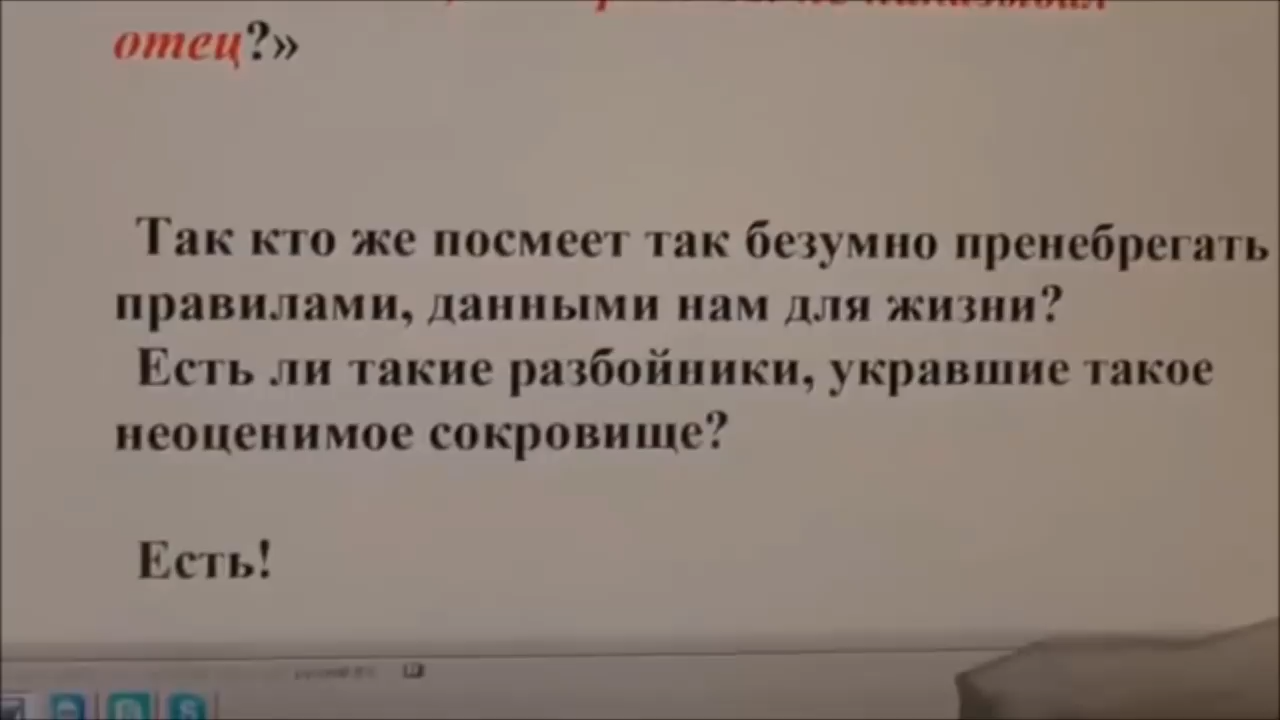 отец?»
Так кто же посмеет так безумно пренебрегать
правилами, данными нам для жизни?
Есть ли такие разбойники, укравшие такое
неоценимое сокровище?
Есть!